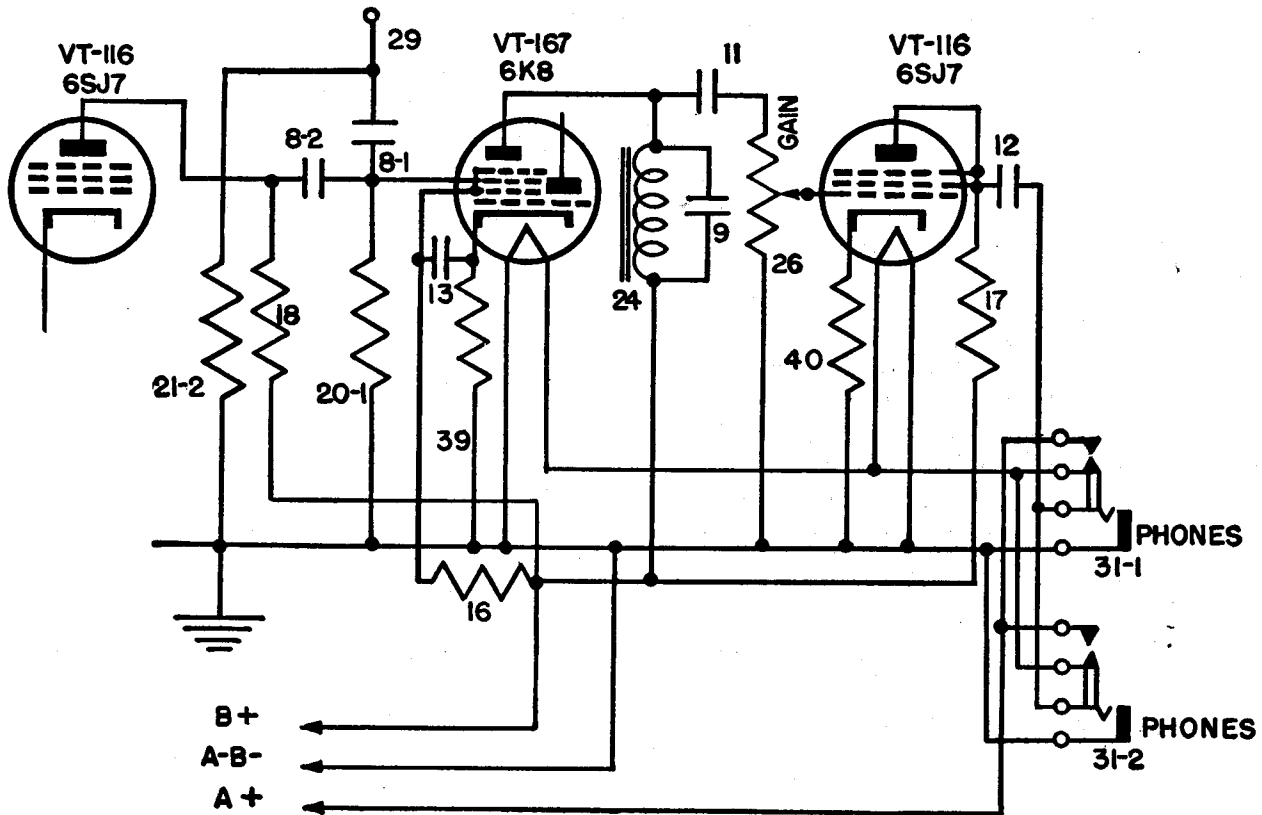 VT-116
6SJ7
29
VT-167
6K8
11
VT-116
6SJ7
GAIN
8-2
8-1
12
9
13
24
26
18
17
40
21-2
20-1
39
PHONES
31-1
16
B+
A-B-
A+
PHONES
31-2